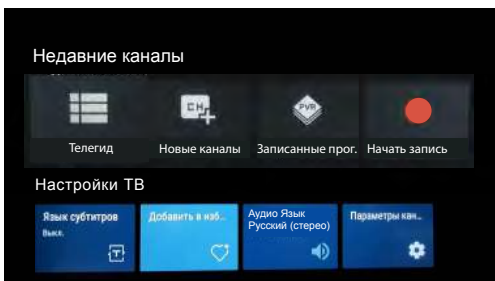 Недавние каналы
CH+
PVR
Телегид
Новые каналы
Записанные прог.
Начать запись
Настройки ТВ
Язык субтитров
Выкл.
T
Добавить в изб...
Аудио Язык
Русский (стерео)
Параметры кан...